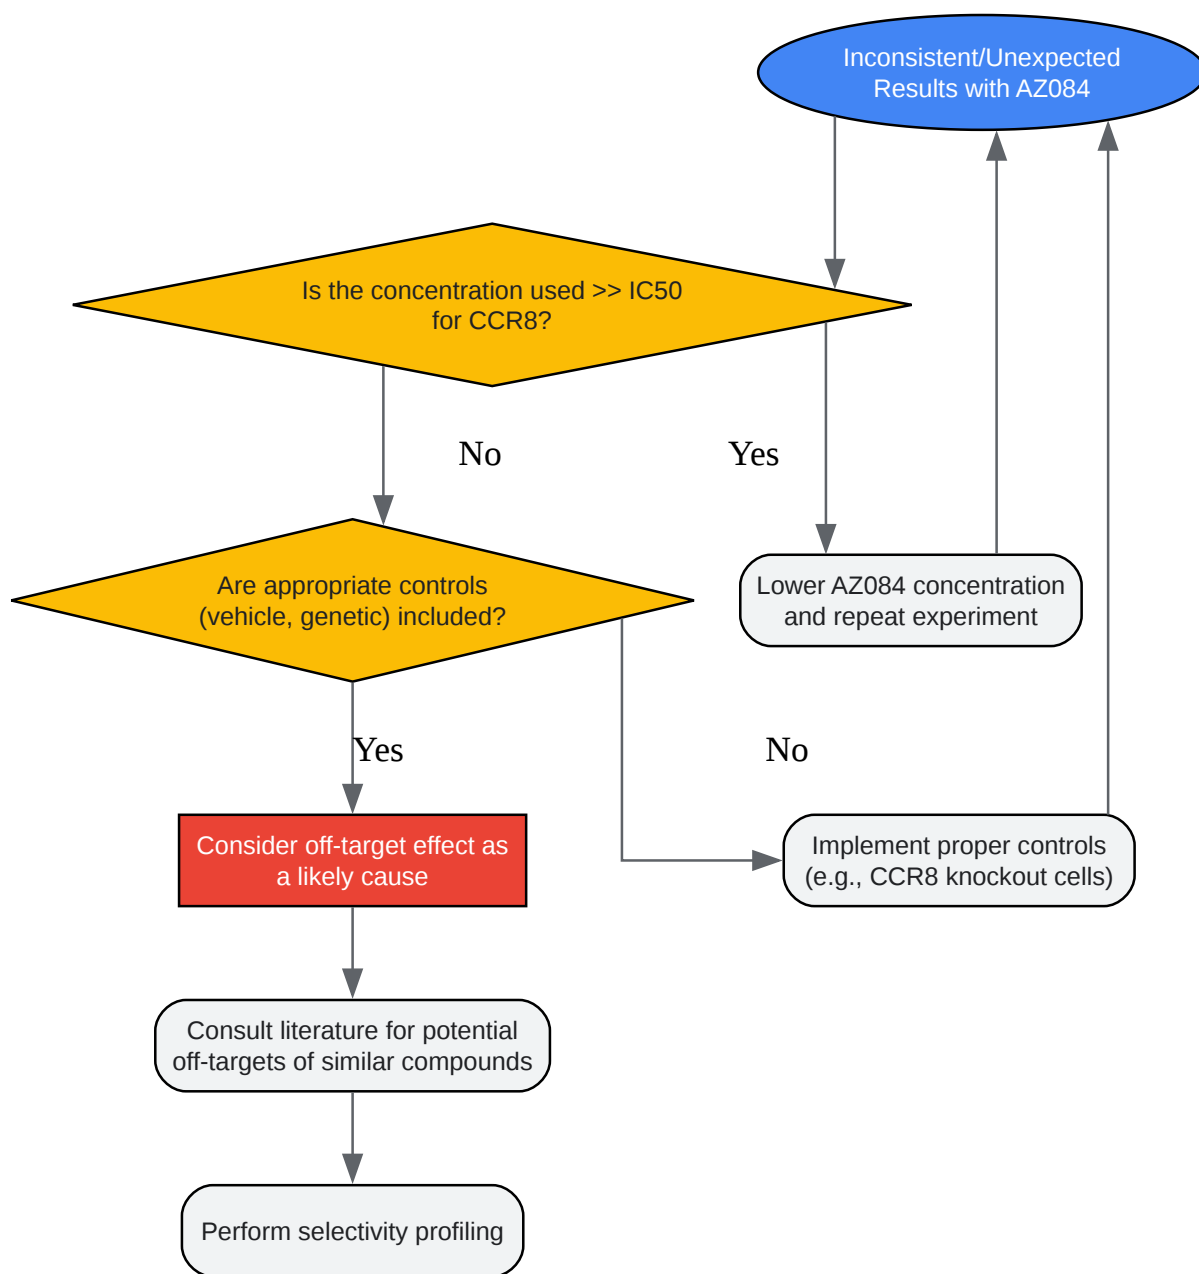 Inconsistent/Unexpected
Results with AZ084
Is the concentration used >> IC50
for CCR8?
No
Yes
Are appropriate controls
(vehicle, genetic) included?
Lower AZ084 concentration
and repeat experiment
Yes
No
Consider off-target effect as
a likely cause
Implement proper controls
(e.g., CCR8 knockout cells)
Consult literature for potential
off-targets of similar compounds
Perform selectivity profiling